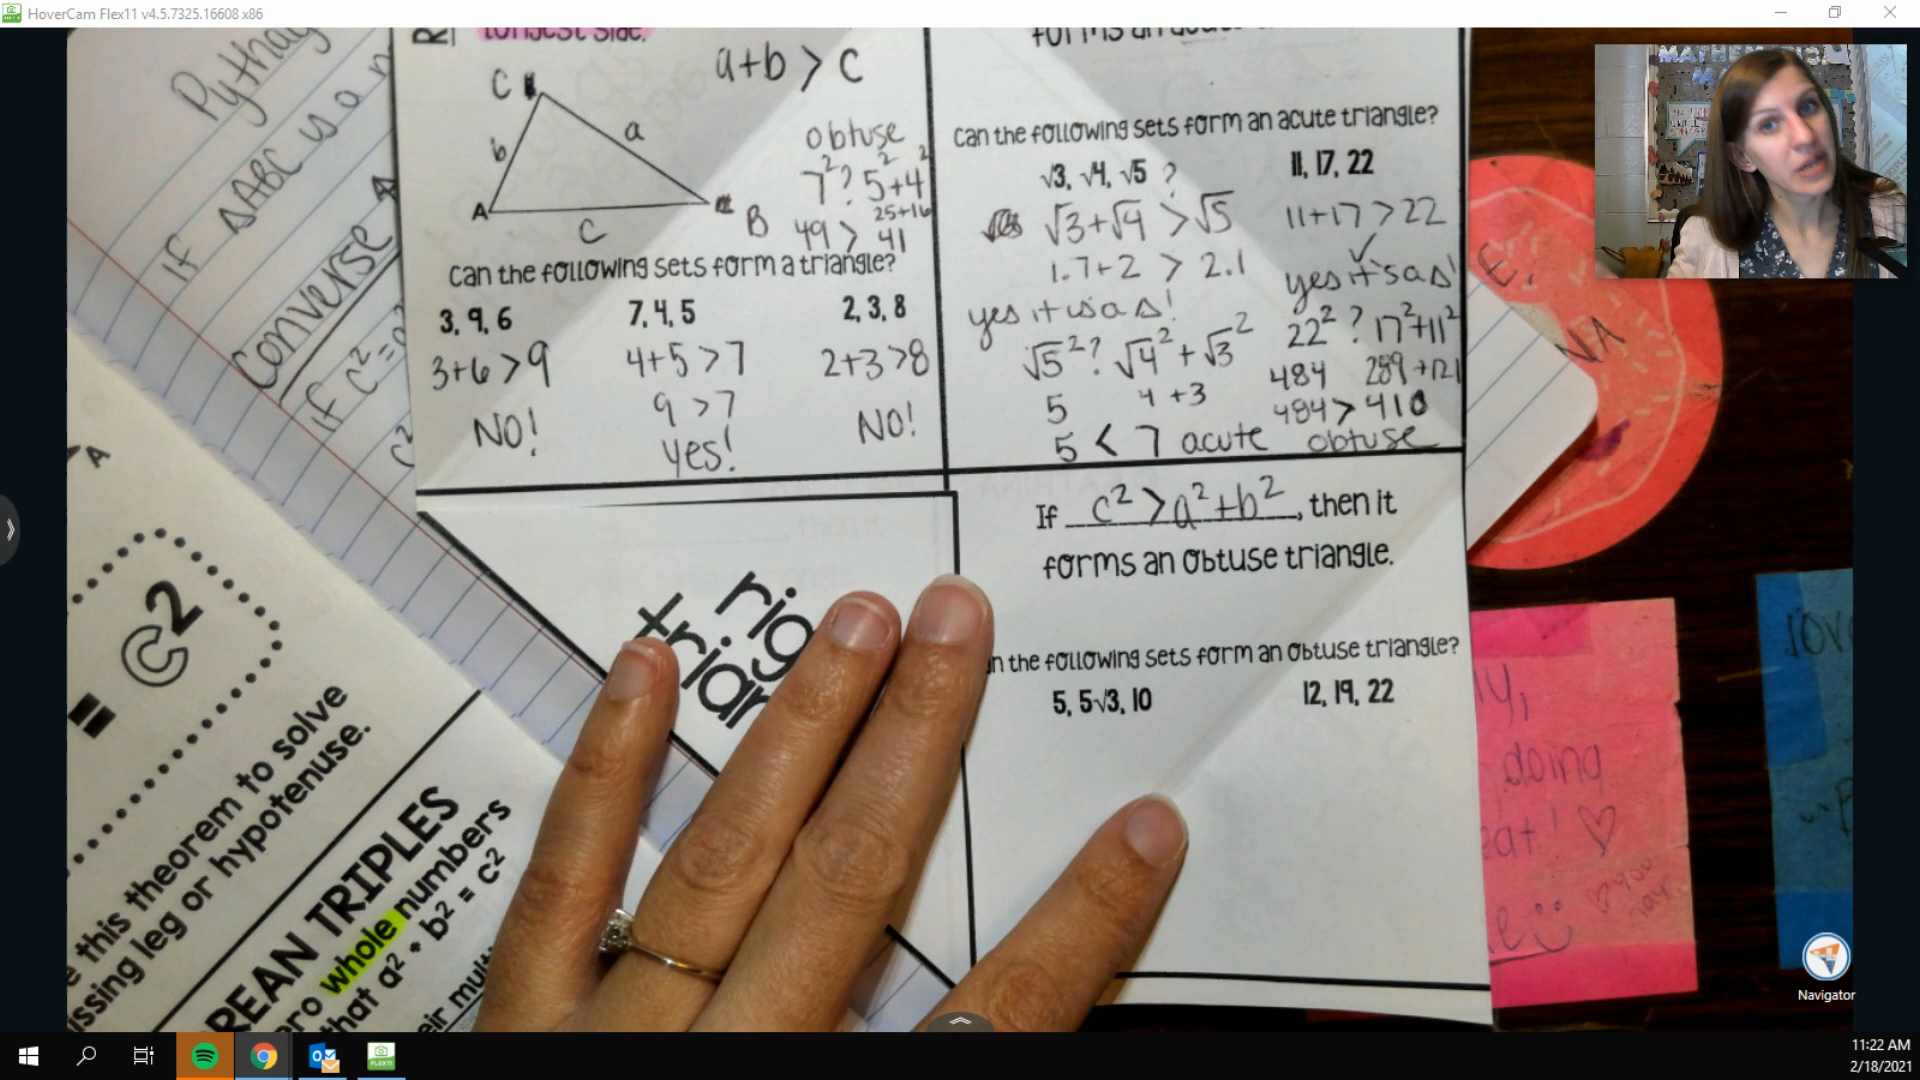 HoverCam Flex11 v4.5.7325.16608 x86
longest side.
a+b > c
C
b
a
A
B
c
obtuse
7² ? 5²+4²
25+16
49 > 41
Can the following sets form a triangle?
3, 9, 6
7, 4, 5
2, 3, 8
3+6>9
4+5>7
2+3>8
9 >7
NO!
yes!
NO!
Can the following sets form an acute triangle?
√3, √4, √5 ?
11, 17, 22
√3+√4 >√5
11+17 >22
1.7+2 > 2.1
✓
yes it is a Δ!
yes it's a Δ!
√5² ? √4² + √3²
22² ? 17²+11²
5
4 +3
484
289+121
484> 410
5 < 7 acute
obtuse
If c²>a²+b², then it
forms an obtuse triangle.
the following sets form an obtuse triangle?
5, 5√3, 10
12, 19, 22
If ΔABC is a
Converse
If c²=
c²
A
= c²
this theorem to solve
leg or hypotenuse.
TRIPLES
whole numbers
that a² + b² = c²
doing
NA
Navigator
11:22 AM
2/18/2021